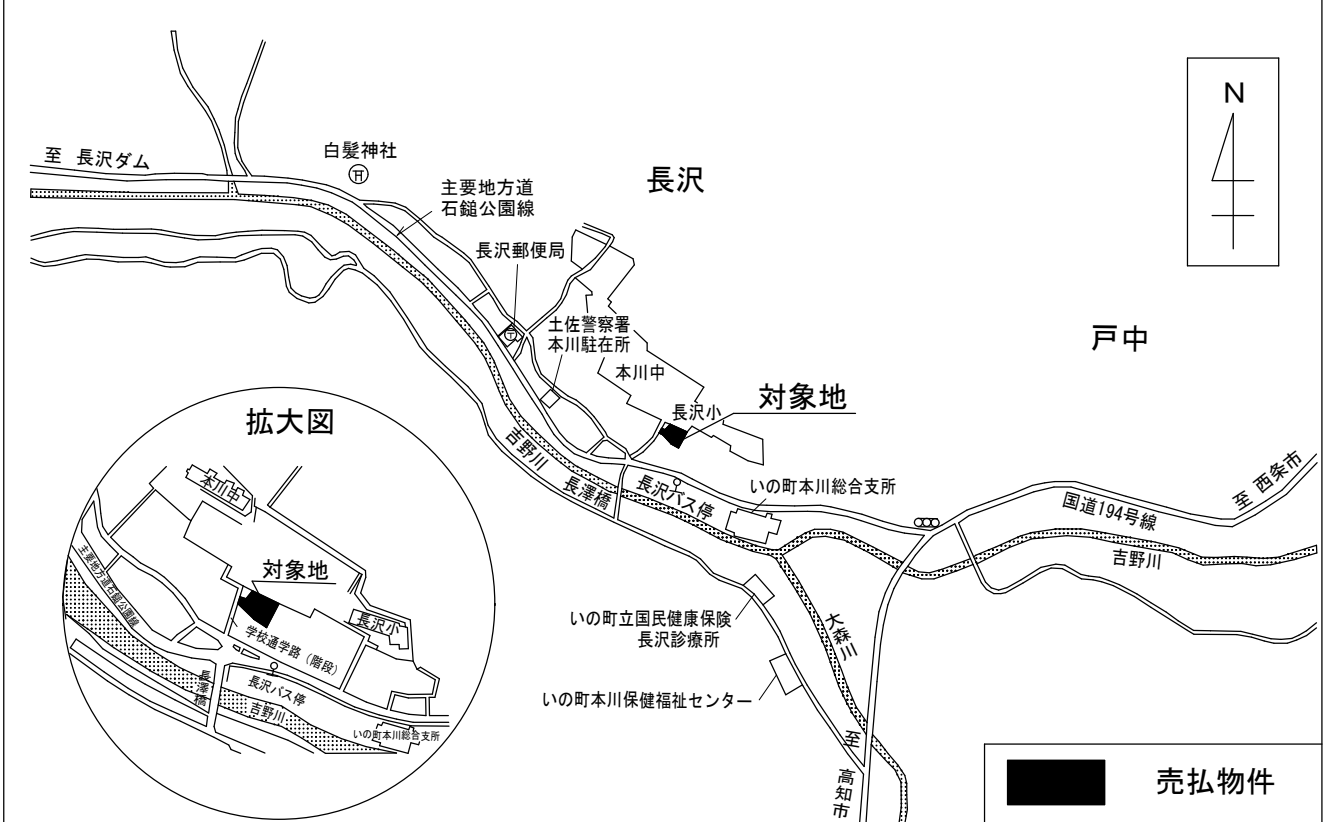 N
至 長沢ダム
白髪神社
長沢
主要地方道
石鎚公園線
長沢郵便局
土佐警察署
本川駐在所
本川中
戸中
長沢小
対象地
吉野川
長澤橋
長沢バス停
いの町本川総合支所
国道194号線
至 西条市
吉野川
大森川
いの町立国民健康保険
長沢診療所
いの町本川保健福祉センター
至 高知市
拡大図
本川中
対象地
主要地方道石鎚公園線
学校通学路（階段）
長沢小
長澤橋
長沢バス停
吉野川
いの町本川総合支所
売払物件